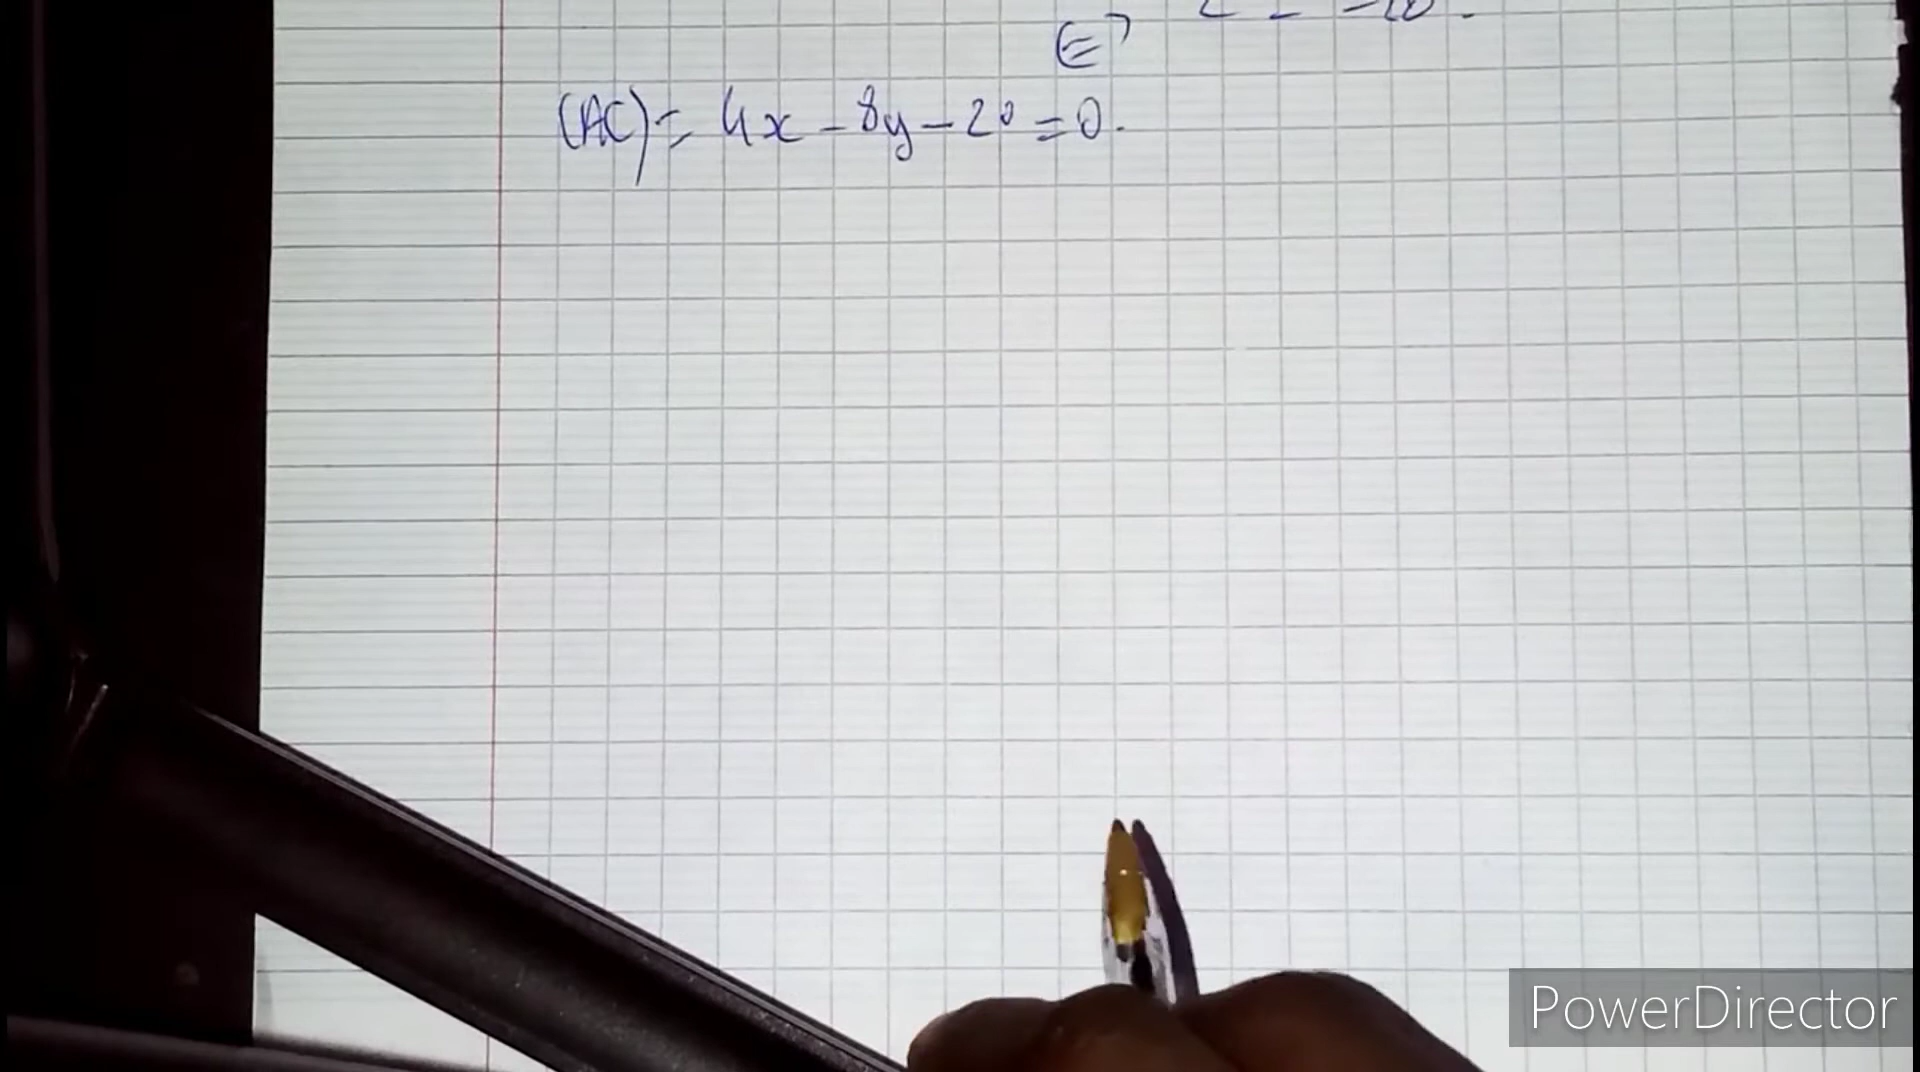 (AC) = 4x - 8y - 20 = 0.
PowerDirector